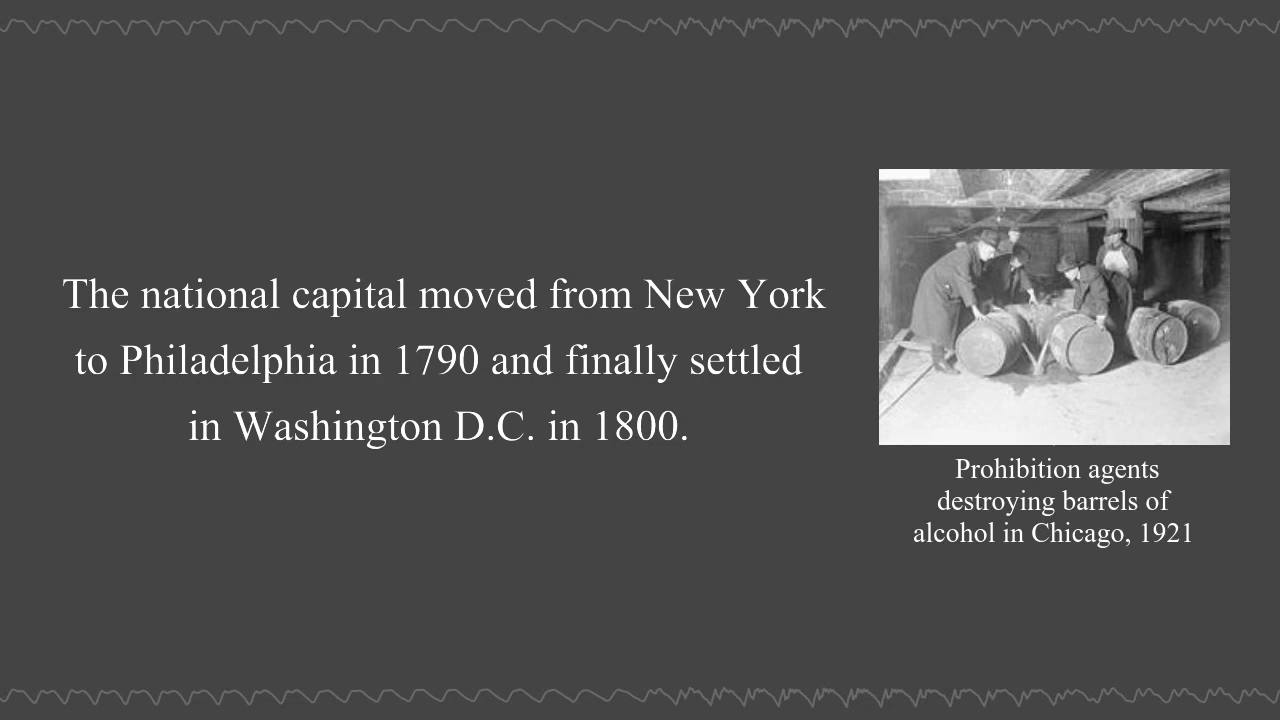 The national capital moved from New York
to Philadelphia in 1790 and finally settled
in Washington D.C. in 1800.
Prohibition agents
destroying barrels of
alcohol in Chicago, 1921